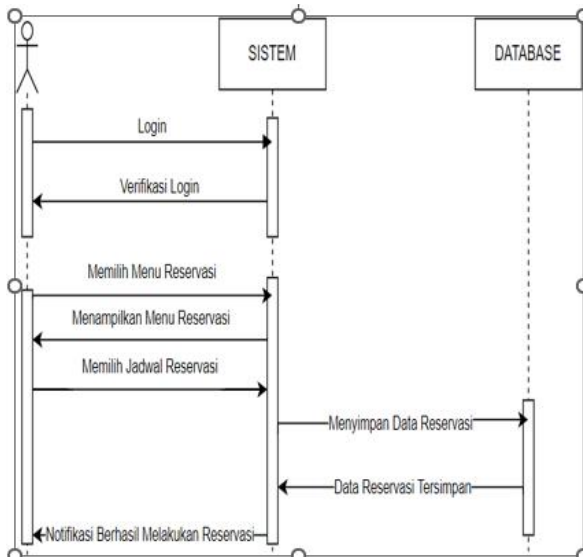 SISTEM
DATABASE
Login
Verifikasi Login
Memilih Menu Reservasi
Menampilkan Menu Reservasi
Memilih Jadwal Reservasi
Menyimpan Data Reservasi
Data Reservasi Tersimpan
Notifikasi Berhasil Melakukan Reservasi